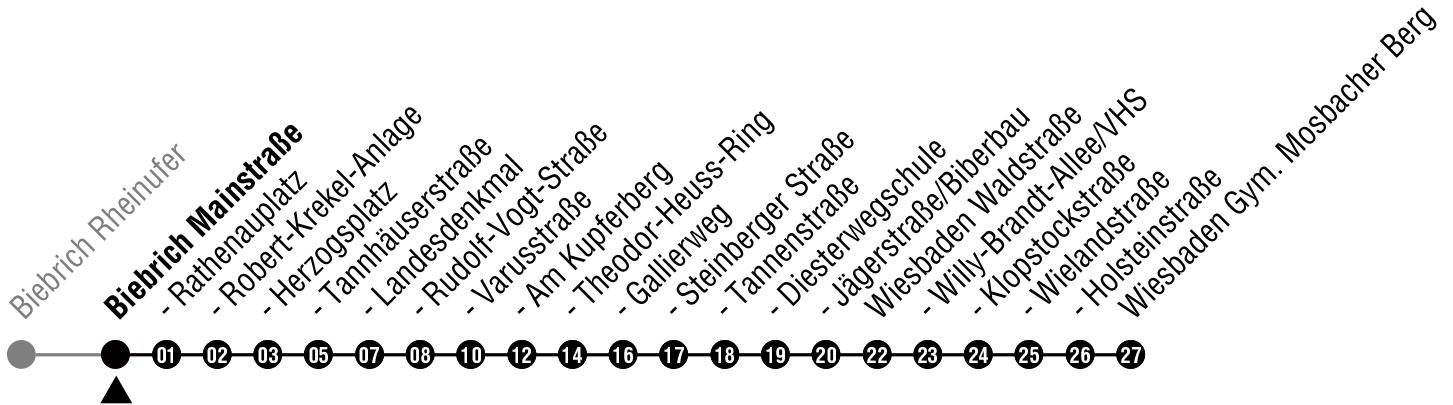 Biebrich Rheinufer
Biebrich Mainstraße
- Rathenauplatz
- Robert-Krekel-Anlage
- Herzogsplatz
- Tannhäuserstraße
- Landesdenkmal
- Rudolf-Vogt-Straße
- Varusstraße
- Am Kupferberg
- Theodor-Heuss-Ring
- Gallierweg
- Steinberger Straße
- Tannenstraße
- Diesterwegschule
- Jägerstraße/Biberbau
Wiesbaden Waldstraße
- Willy-Brandt-Allee/VHS
- Klopstockstraße
- Wielandstraße
- Holsteinstraße
Wiesbaden Gym. Mosbacher Berg
01 02 03 05 07 08 10 12 14 16 17 18 19 20 22 23 24 25 26 27